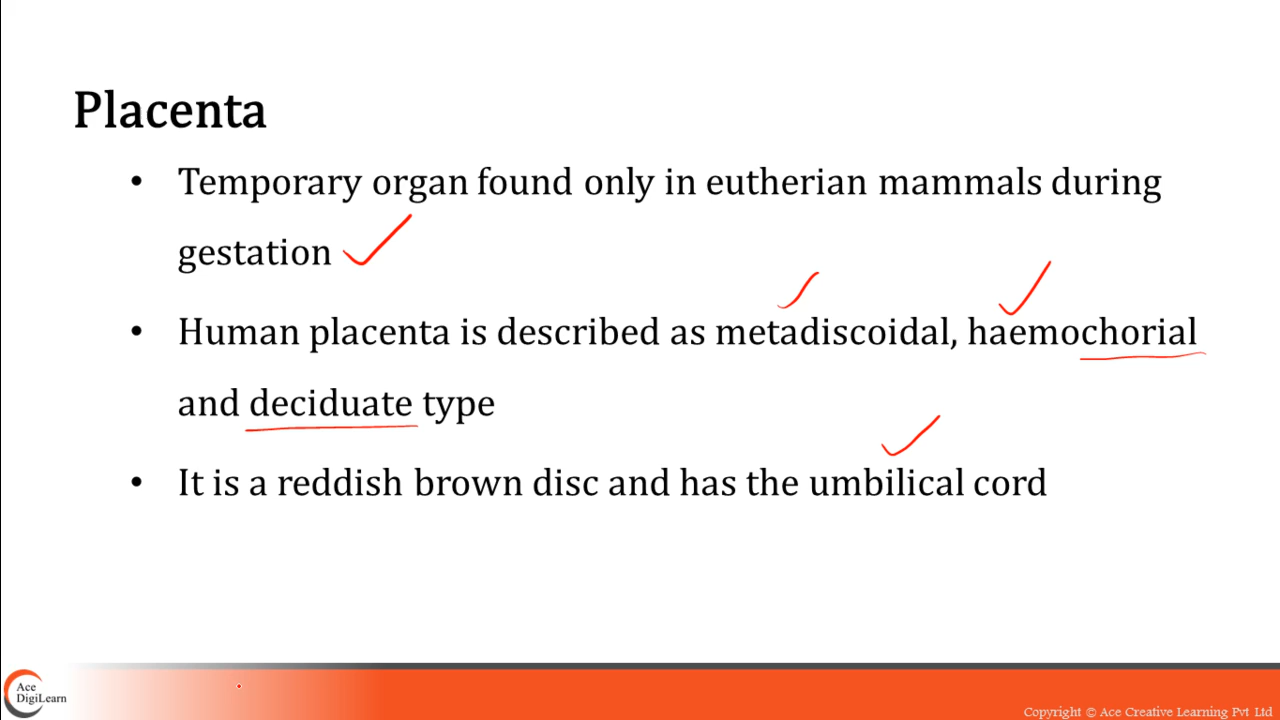 Placenta
• Temporary organ found only in eutherian mammals during
gestation
• Human placenta is described as metadiscoidal, haemochorial
and deciduate type
• It is a reddish brown disc and has the umbilical cord
Ace
DigiLearn
Copyright © Ace Creative Learning Pvt Ltd